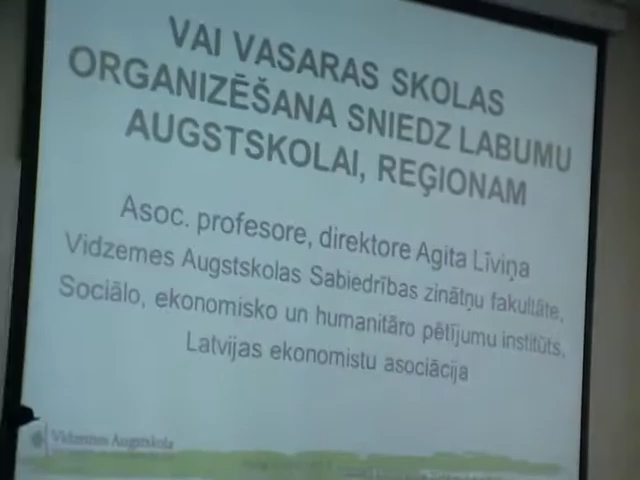 VAI VASARAS SKOLAS
ORGANIZĒŠANA SNIEDZ LABUMU
AUGSTSKOLAI, REĢIONAM
Asoc. profesore, direktore Agita Līviņa
Vidzemes Augstskolas Sabiedrības zinātņu fakultāte,
Sociālo, ekonomisko un humanitāro pētījumu institūts,
Latvijas ekonomistu asociācija
Vidzemes Augstskola